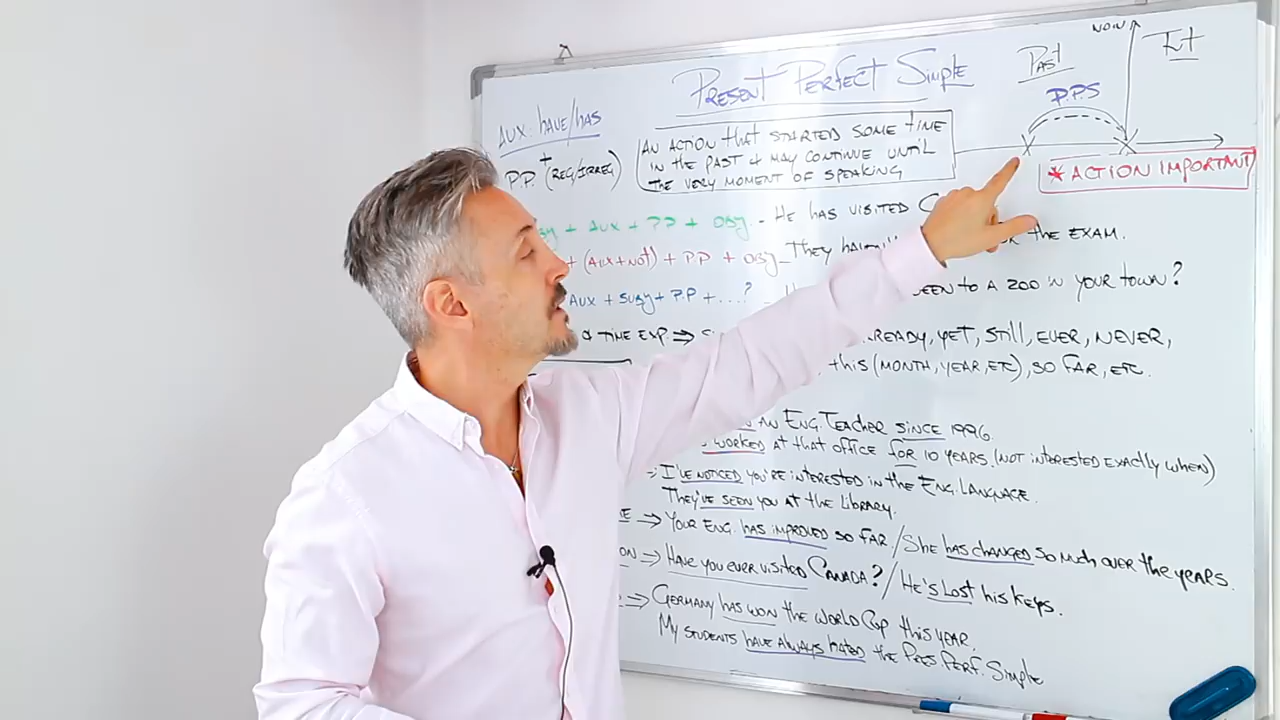 PRESENT PERFECT SIMPLE
NOW
Past
Fut
P.P.S
AUX. HAVE/HAS
+
P.P. (REG/IRREG)
AN ACTION that STARTED SOME TIME
IN the PAST & MAY CONTINUE UNTIL
the VERY MOMENT OF SPEAKING
* ACTION IMPORTANT
+ AUX + PP + OBJ. - HE HAS VISITED
+ (AUX+NOT) + P.P + OBJ - They
THE EXAM.
AUX + SUBJ + P.P + ....? -
TO A ZOO IN YOUR TOWN?
& TIME EXP. ⇒
YET, STILL, EVER, NEVER,
this (MONTH, YEAR, ETC), SO FAR, ETC.
AN ENG. TEACHER SINCE 1996.
WORKED AT that OFFICE FOR 10 YEARS. (NOT INTERESTED EXACTLY WHEN)
⇒ I'VE NOTICED YOU'RE INTERESTED IN the ENG. LANGNAGE.
They'VE SEEN YOU AT the LIBRARY.
⇒ YOUR ENG. HAS IMPROVED SO FAR / She HAS CHANGED SO MUCH OVER the YEARS.
⇒ HAVE YOU EVER VISITED CANADA? / HE'S LOST his KEYS.
⇒ GERMANY HAS WON the WORLD CUP this YEAR.
MY STUDENTS HAVE ALWAYS HATED the PRES PERF. SIMPLE